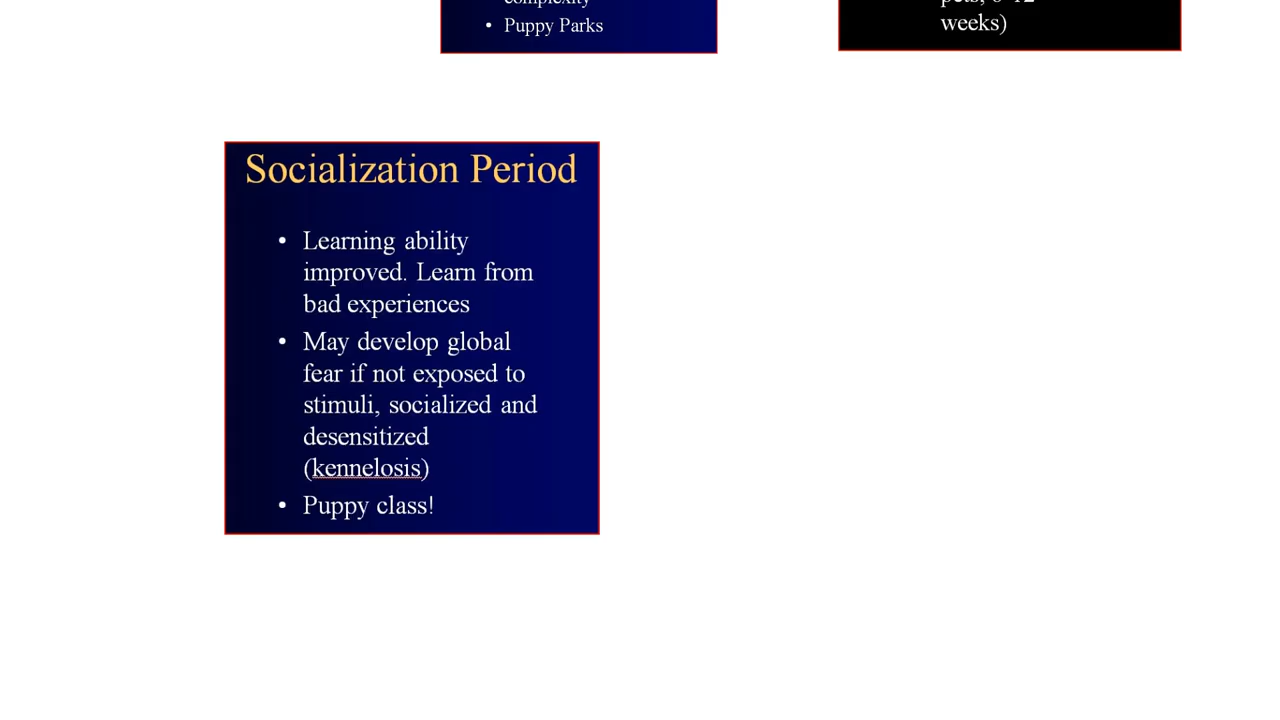 • Puppy Parks
weeks)
Socialization Period
• Learning ability
improved. Learn from
bad experiences
• May develop global
fear if not exposed to
stimuli, socialized and
desensitized
(kennelosis)
• Puppy class!